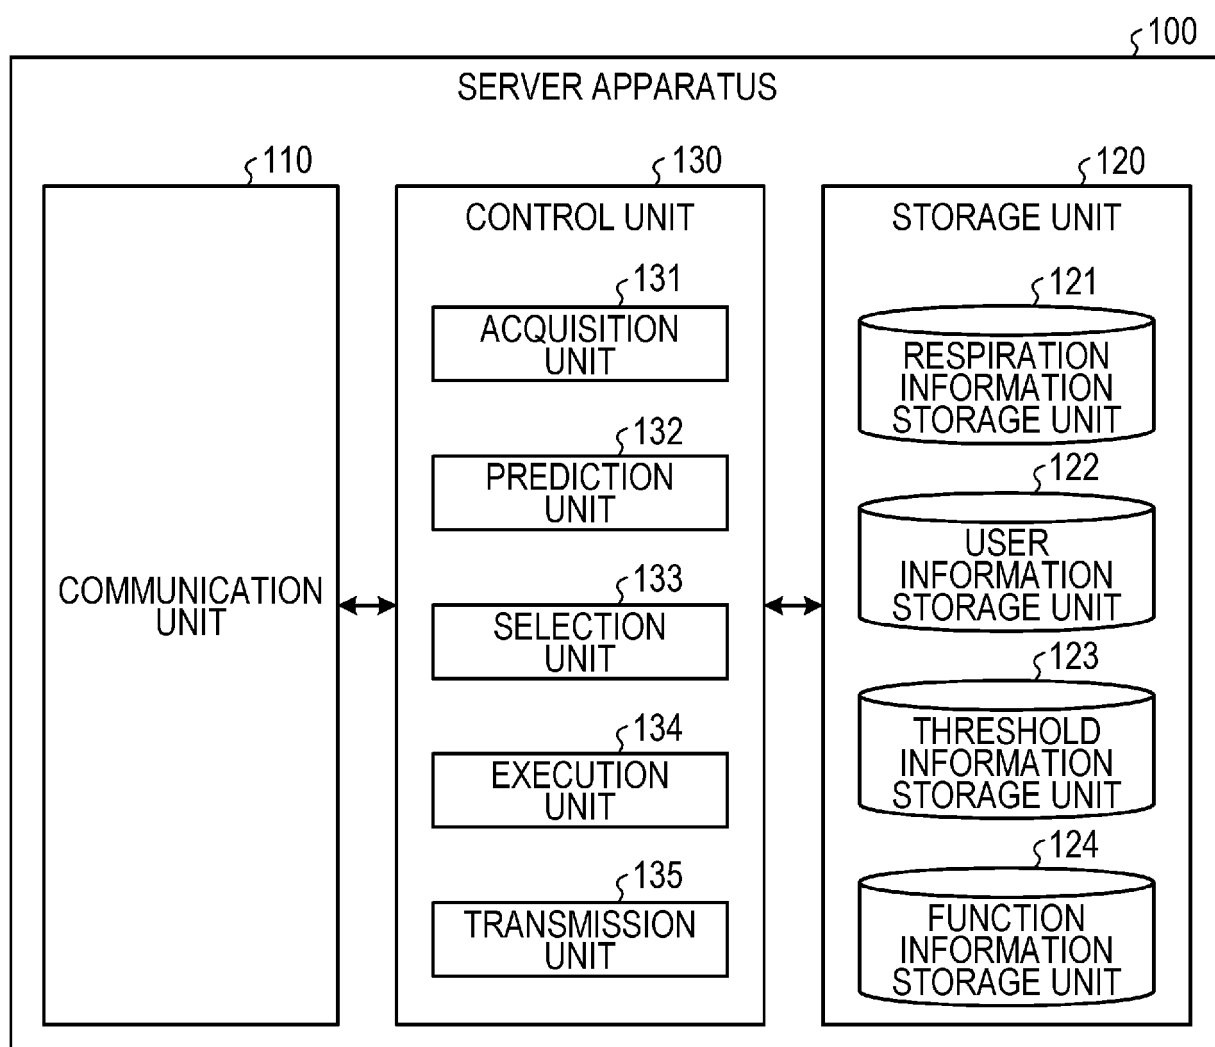 100
SERVER APPARATUS
110
COMMUNICATION
UNIT
130
CONTROL UNIT
131
ACQUISITION
UNIT
132
PREDICTION
UNIT
133
SELECTION
UNIT
134
EXECUTION
UNIT
135
TRANSMISSION
UNIT
120
STORAGE UNIT
121
RESPIRATION
INFORMATION
STORAGE UNIT
122
USER
INFORMATION
STORAGE UNIT
123
THRESHOLD
INFORMATION
STORAGE UNIT
124
FUNCTION
INFORMATION
STORAGE UNIT